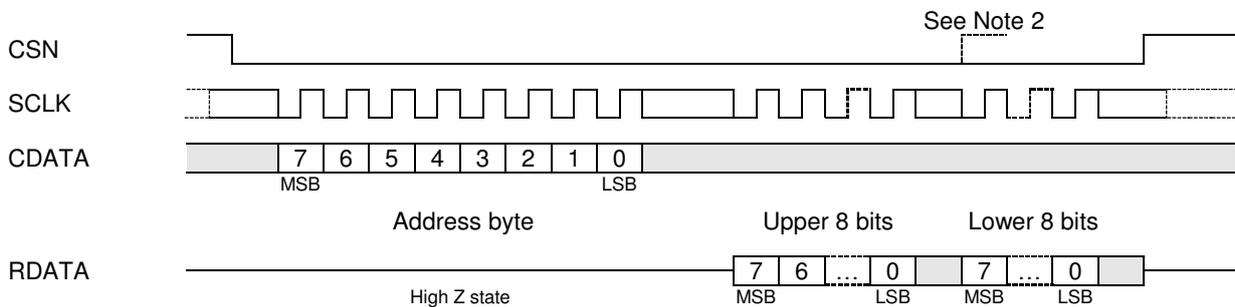 See Note 2
CSN
SCLK
CDATA 7 6 5 4 3 2 1 0
MSB LSB
Address byte Upper 8 bits Lower 8 bits
RDATA 7 6 ... 0 7 ... 0
High Z state MSB LSB MSB LSB